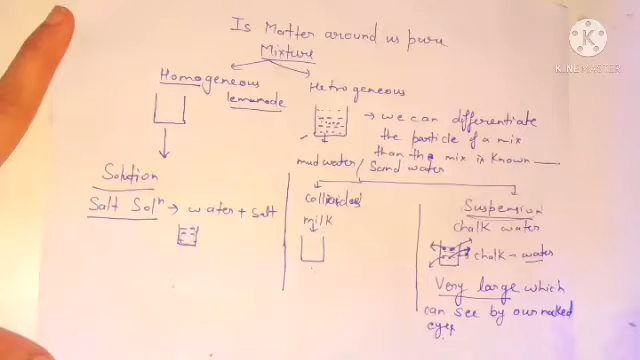 Is Matter around us pure
Mixture
KINEMASTER
Homogeneous
Hetrogeneous
lemonade
→ we can differentiate
the particle of a mix
than the mix is known
mud water /
Sand water
Solution
Salt Solⁿ → water + salt
milk
Suspension
chalk water
chalk - water
Very large which
can see by our naked
eyes